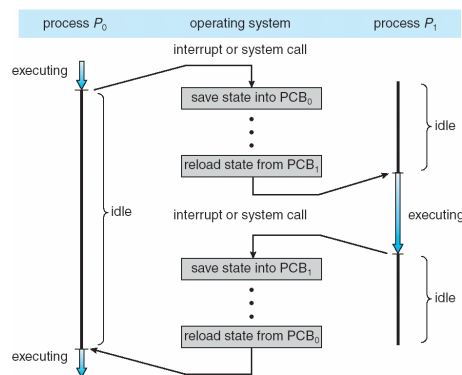 process P0 operating system process P1
interrupt or system call
executing
save state into PCB0
idle
reload state from PCB1
idle
interrupt or system call
executing
save state into PCB1
idle
reload state from PCB0
executing